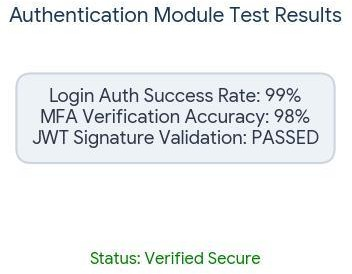 Authentication Module Test Results
Login Auth Success Rate: 99%
MFA Verification Accuracy: 98%
JWT Signature Validation: PASSED
Status: Verified Secure